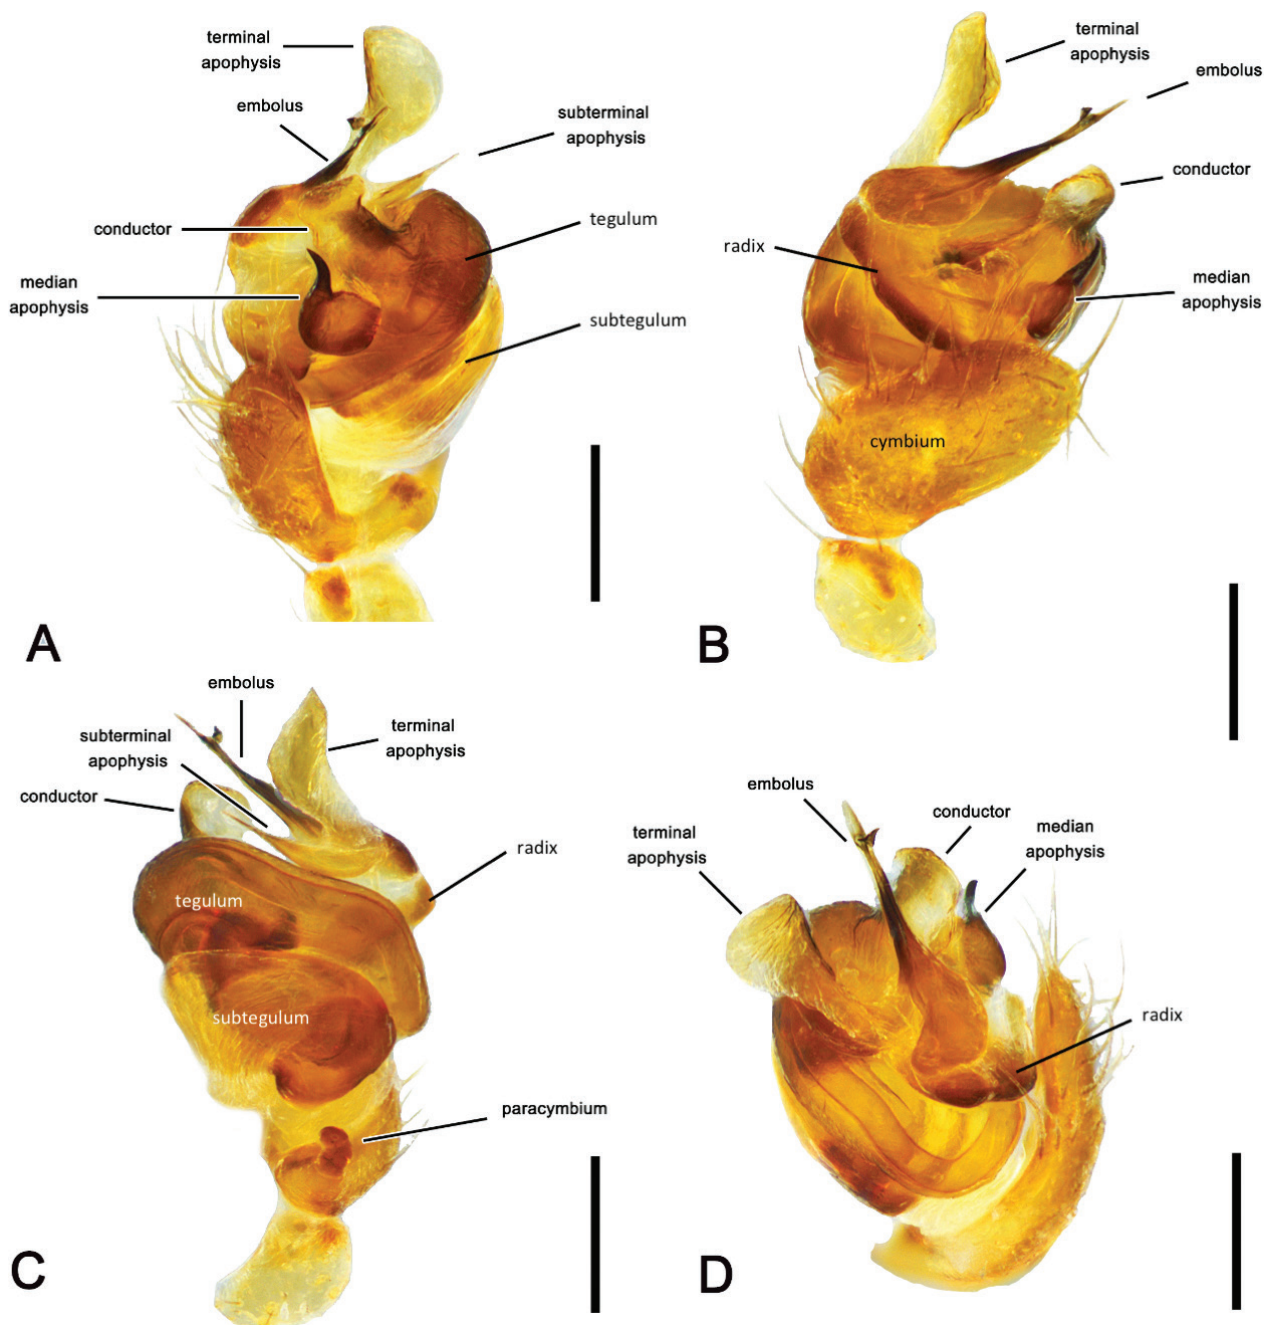 terminal
apophysis
embolus
subterminal
apophysis
conductor
tegulum
median
apophysis
subtegulum
A
terminal
apophysis
embolus
conductor
radix
median
apophysis
cymbium
B
embolus
subterminal
apophysis
terminal
apophysis
conductor
radix
tegulum
subtegulum
paracymbium
C
embolus
conductor
terminal
apophysis
median
apophysis
radix
D